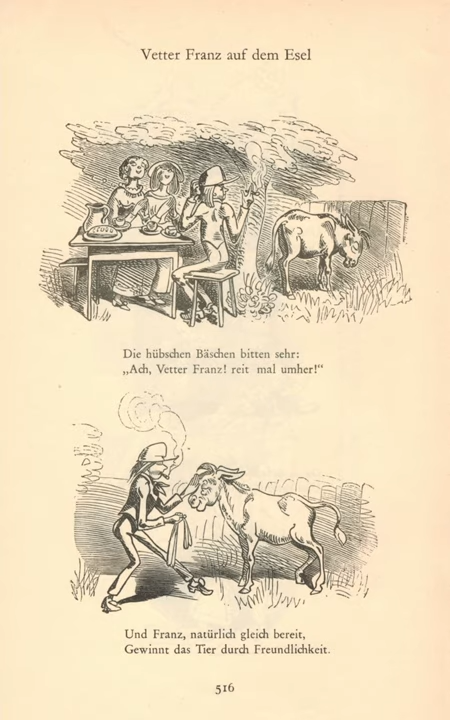 Vetter Franz auf dem Esel
Die hübschen Bäschen bitten sehr:
„Ach, Vetter Franz! reit mal umher!“
Und Franz, natürlich gleich bereit,
Gewinnt das Tier durch Freundlichkeit.
516